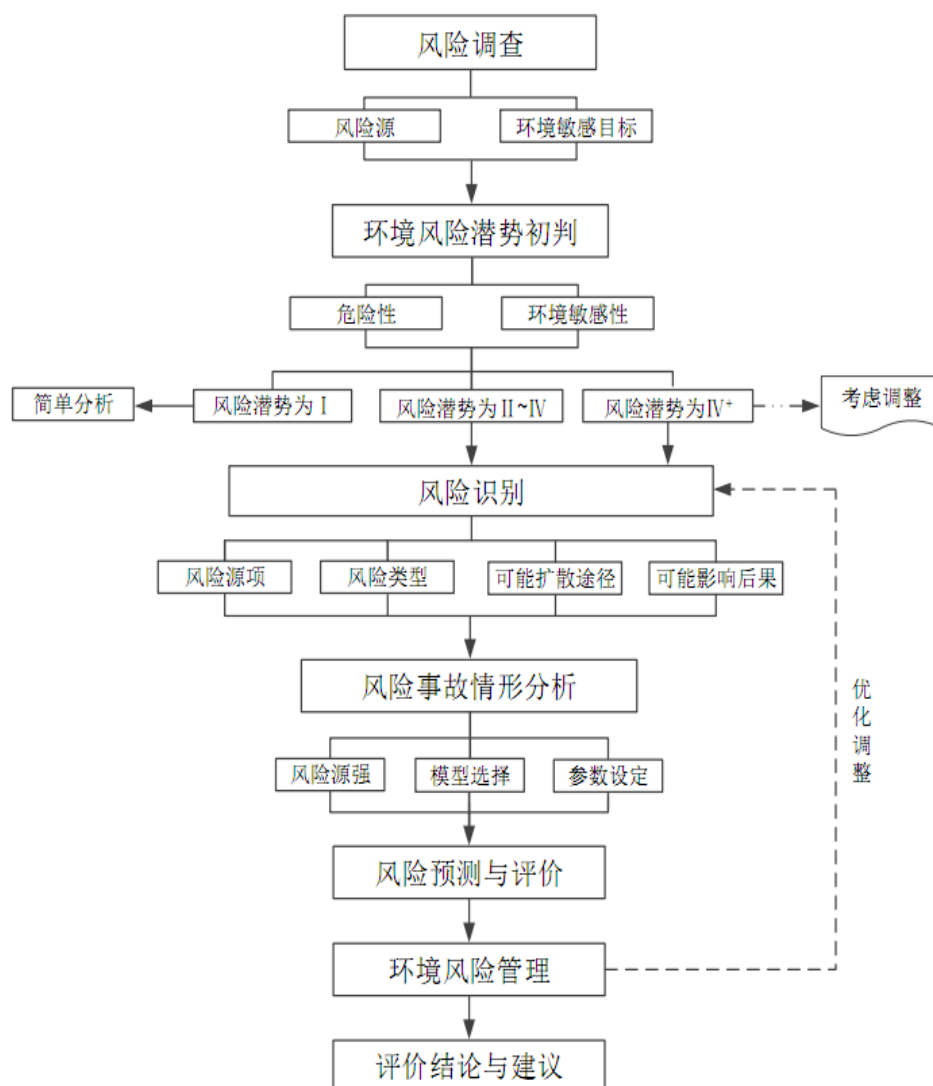 风险调查
风险源
环境敏感目标
环境风险潜势初判
危险性
环境敏感性
简单分析
风险潜势为Ⅰ
风险潜势为Ⅱ~Ⅳ
风险潜势为Ⅳ⁺
考虑调整
风险识别
风险源项
风险类型
可能扩散途径
可能影响后果
风险事故情形分析
优化调整
风险源强
模型选择
参数设定
风险预测与评价
环境风险管理
评价结论与建议